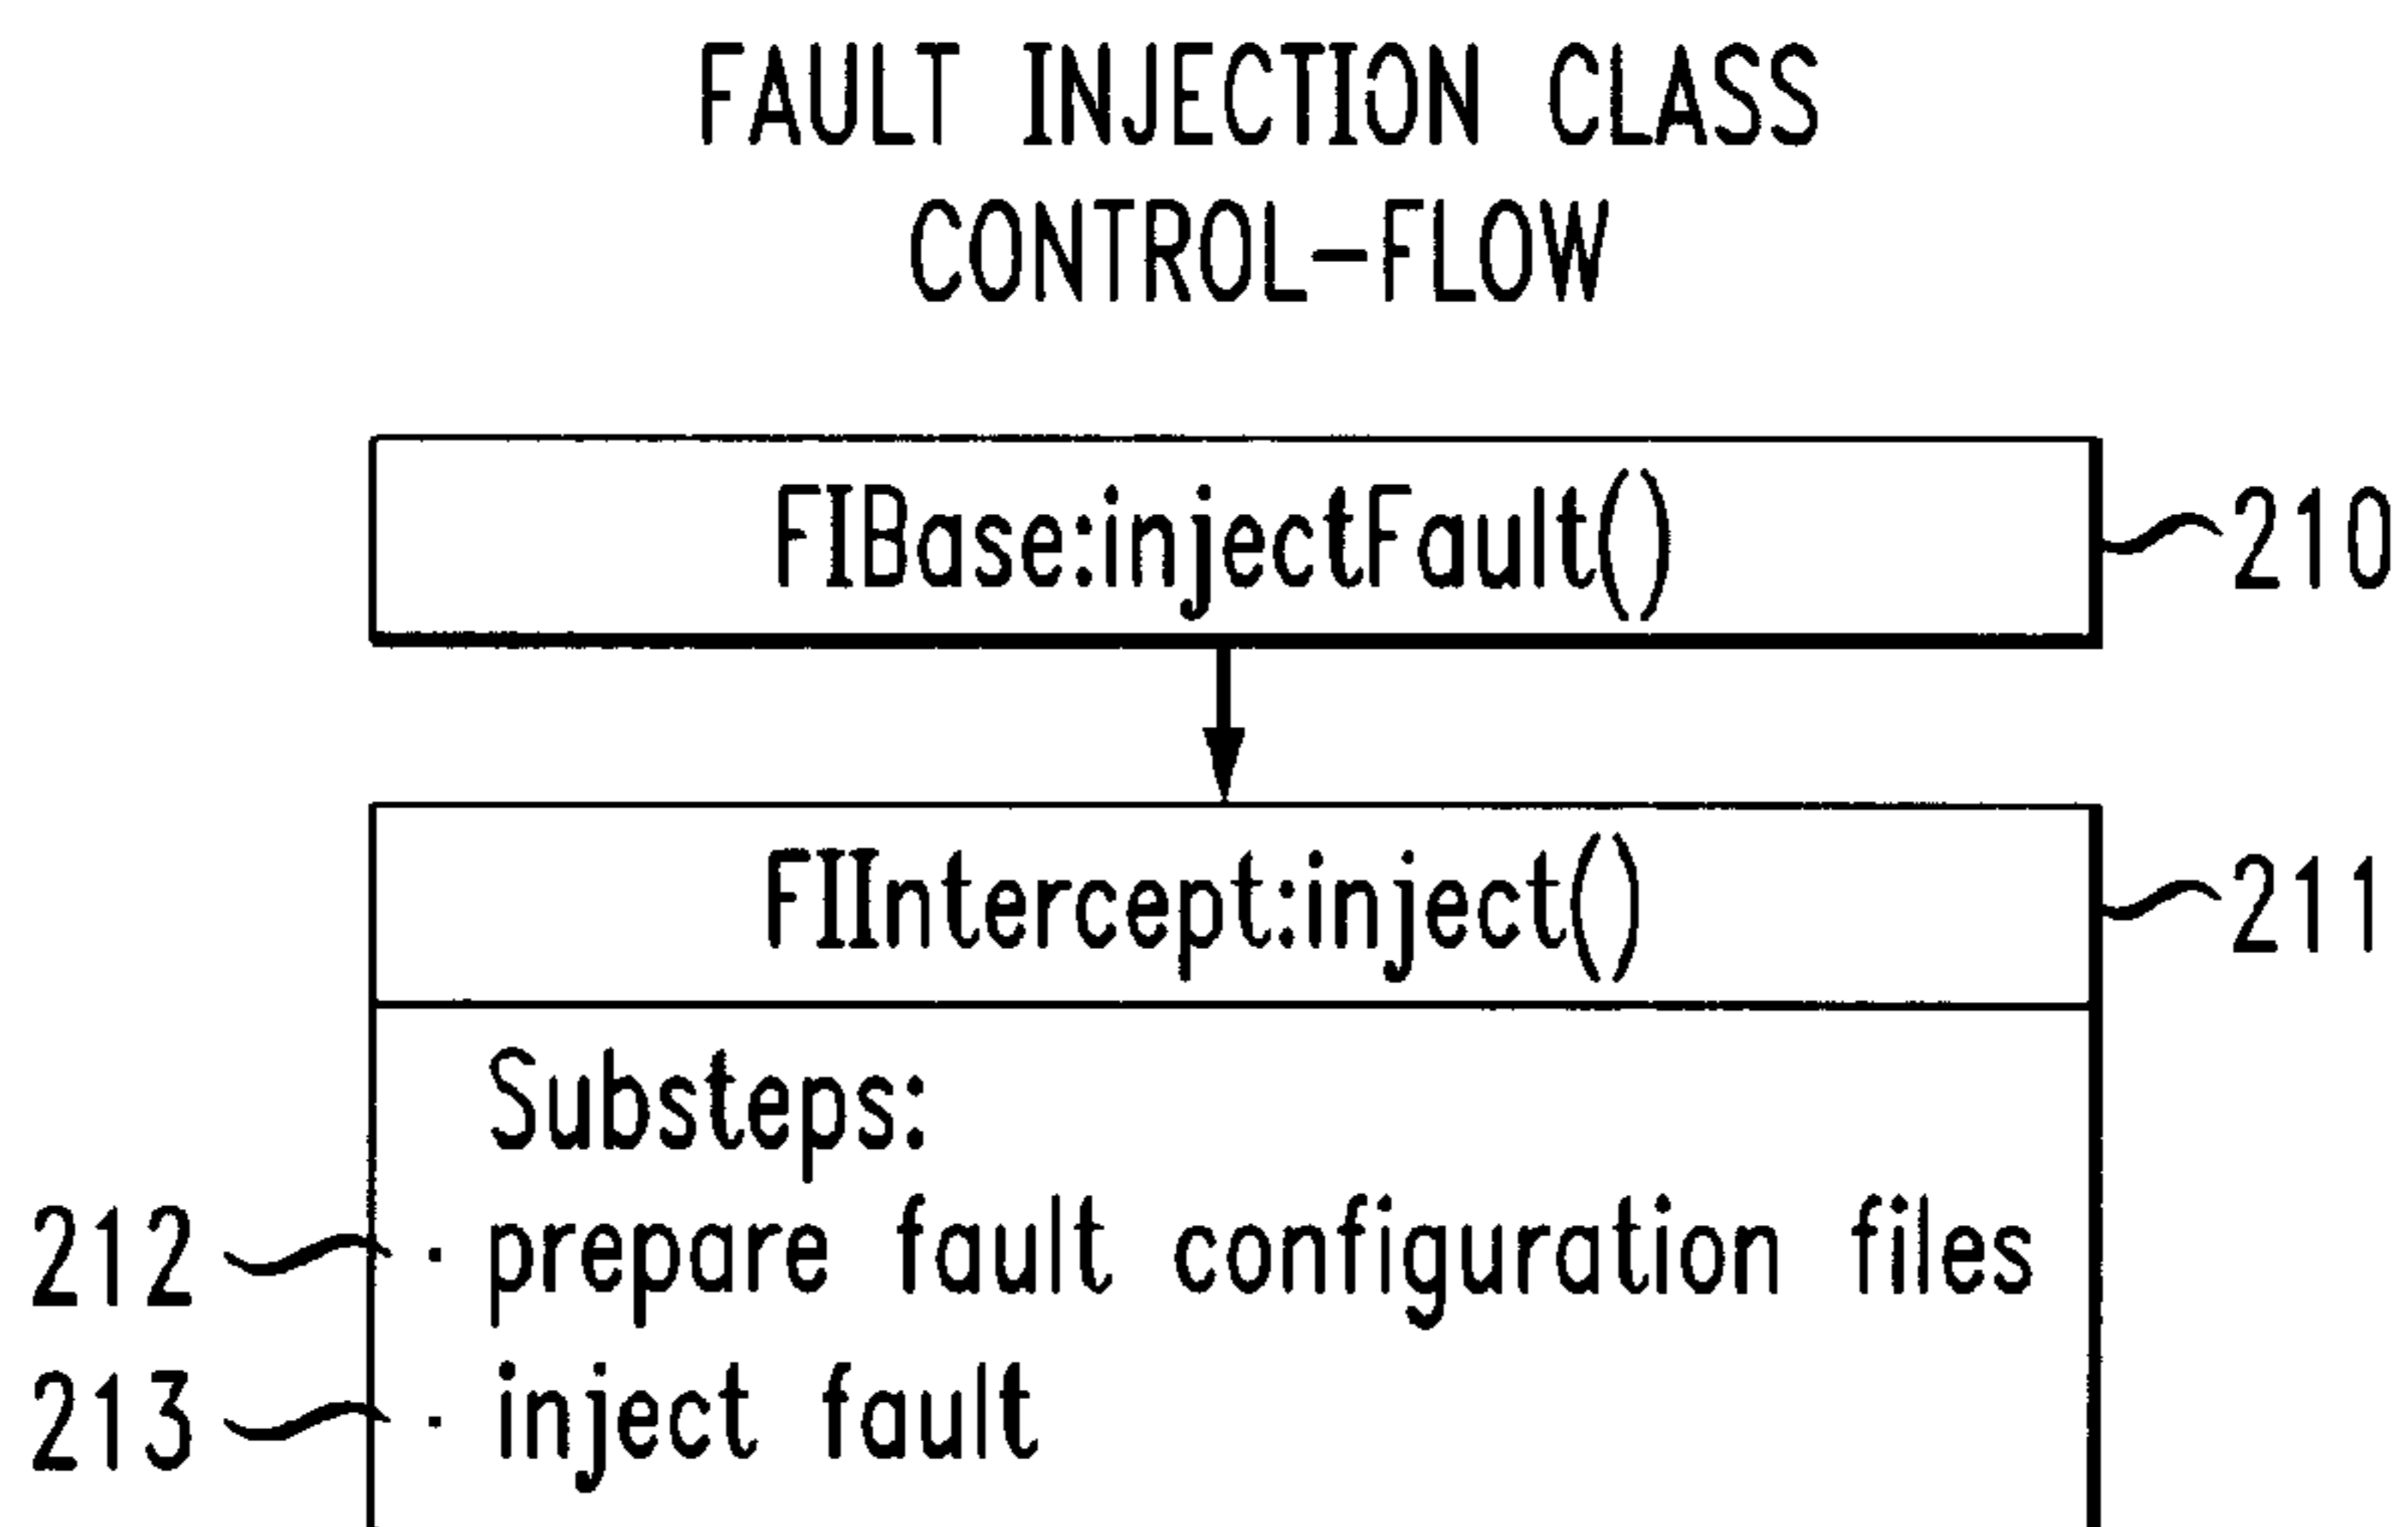 FAULT INJECTION CLASS
CONTROL-FLOW
FIBase:injectFault()
210
FIIntercept:inject()
211
Substeps:
212 · prepare fault configuration files
213 · inject fault